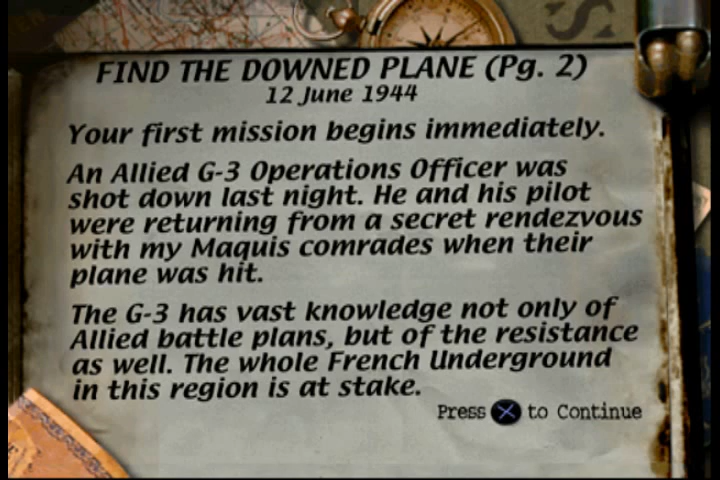 FIND THE DOWNED PLANE (Pg. 2)
12 June 1944
Your first mission begins immediately.
An Allied G-3 Operations Officer was
shot down last night. He and his pilot
were returning from a secret rendezvous
with my Maquis comrades when their
plane was hit.
The G-3 has vast knowledge not only of
Allied battle plans, but of the resistance
as well. The whole French Underground
in this region is at stake.
Press X to Continue